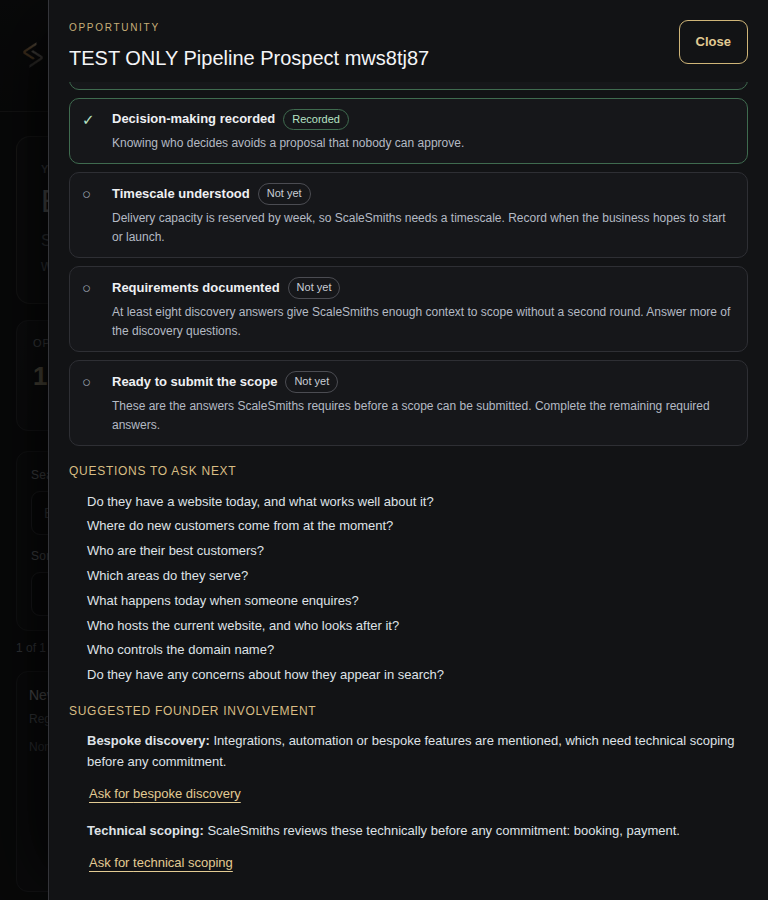 OPPORTUNITY
TEST ONLY Pipeline Prospect mws8tj87
Close
✓ Decision-making recorded Recorded
Knowing who decides avoids a proposal that nobody can approve.
○ Timescale understood Not yet
Delivery capacity is reserved by week, so ScaleSmiths needs a timescale. Record when the business hopes to start
or launch.
○ Requirements documented Not yet
At least eight discovery answers give ScaleSmiths enough context to scope without a second round. Answer more of
the discovery questions.
○ Ready to submit the scope Not yet
These are the answers ScaleSmiths requires before a scope can be submitted. Complete the remaining required
answers.
QUESTIONS TO ASK NEXT
Do they have a website today, and what works well about it?
Where do new customers come from at the moment?
Who are their best customers?
Which areas do they serve?
What happens today when someone enquires?
Who hosts the current website, and who looks after it?
Who controls the domain name?
Do they have any concerns about how they appear in search?
SUGGESTED FOUNDER INVOLVEMENT
Bespoke discovery: Integrations, automation or bespoke features are mentioned, which need technical scoping
before any commitment.
Ask for bespoke discovery
Technical scoping: ScaleSmiths reviews these technically before any commitment: booking, payment.
Ask for technical scoping
1 of 1